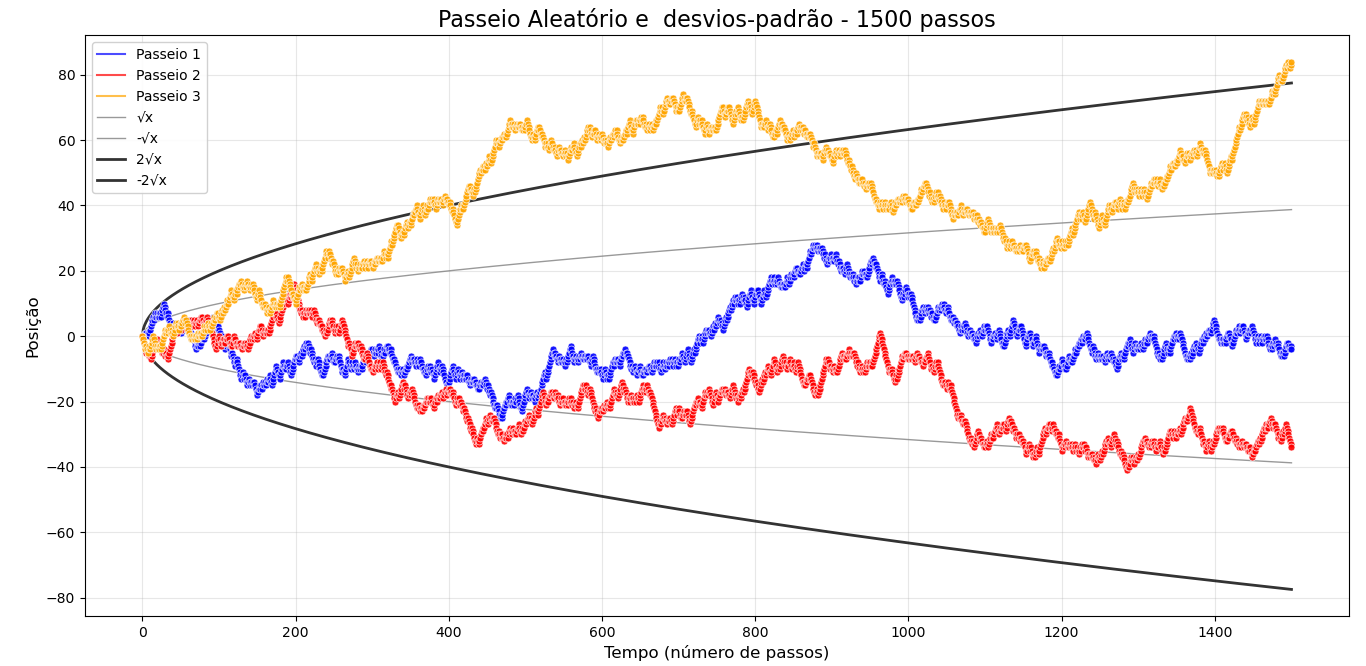 Passeio Aleatório e  desvios-padrão - 1500 passos
Passeio 1
Passeio 2
Passeio 3
√x
-√x
2√x
-2√x
Posição
80
60
40
20
0
−20
−40
−60
−80
0 200 400 600 800 1000 1200 1400
Tempo (número de passos)